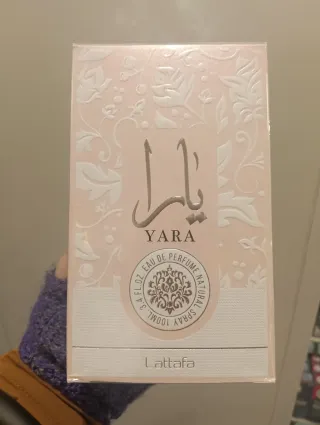 يارا
YARA
3.4 FL.OZ. EAU DE PERFUME NATURAL SPRAY 100ML.
Lattafa